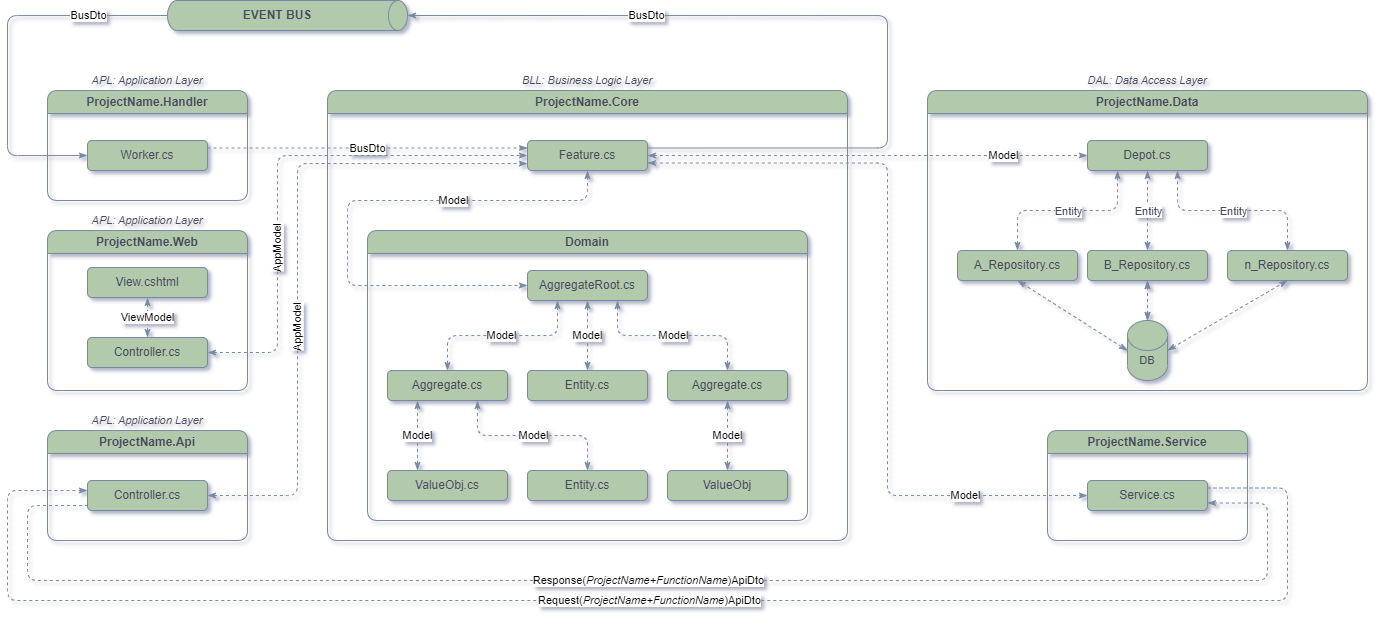 BusDto
EVENT BUS
BusDto
APL: Application Layer
BLL: Business Logic Layer
DAL: Data Access Layer
ProjectName.Handler
ProjectName.Core
ProjectName.Data
Worker.cs
BusDto
Feature.cs
Model
Depot.cs
Model
Entity
Entity
Entity
APL: Application Layer
ProjectName.Web
AppModel
Domain
View.cshtml
AggregateRoot.cs
A_Repository.cs
B_Repository.cs
n_Repository.cs
ViewModel
AppModel
Model
Model
Model
Controller.cs
DB
Aggregate.cs
Entity.cs
Aggregate.cs
APL: Application Layer
ProjectName.Api
Model
Model
Model
ProjectName.Service
Controller.cs
ValueObj.cs
Entity.cs
ValueObj
Model
Service.cs
Response(ProjectName+FunctionName)ApiDto
Request(ProjectName+FunctionName)ApiDto